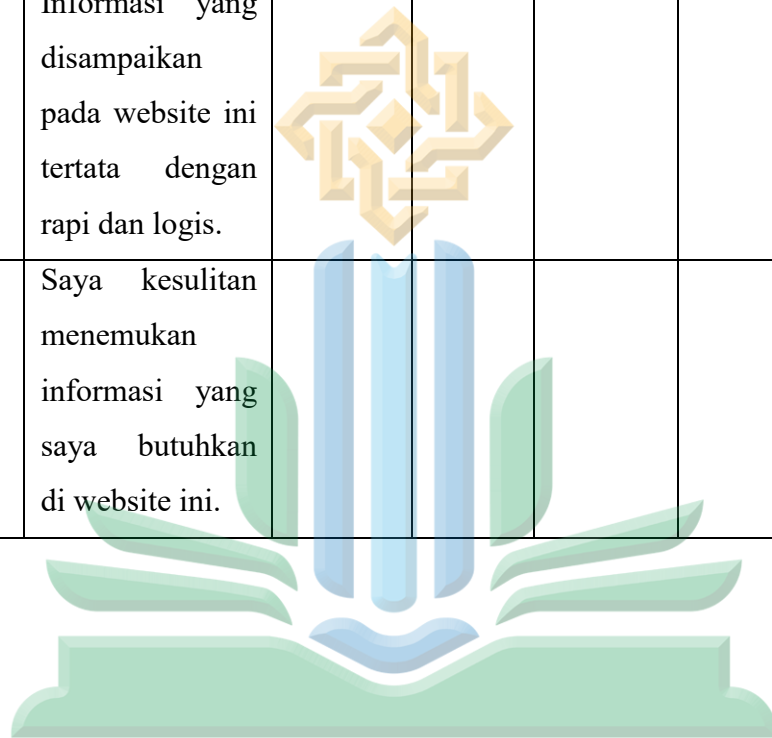 Informasi yang
disampaikan
pada website ini
tertata dengan
rapi dan logis.
Saya kesulitan
menemukan
informasi yang
saya butuhkan
di website ini.